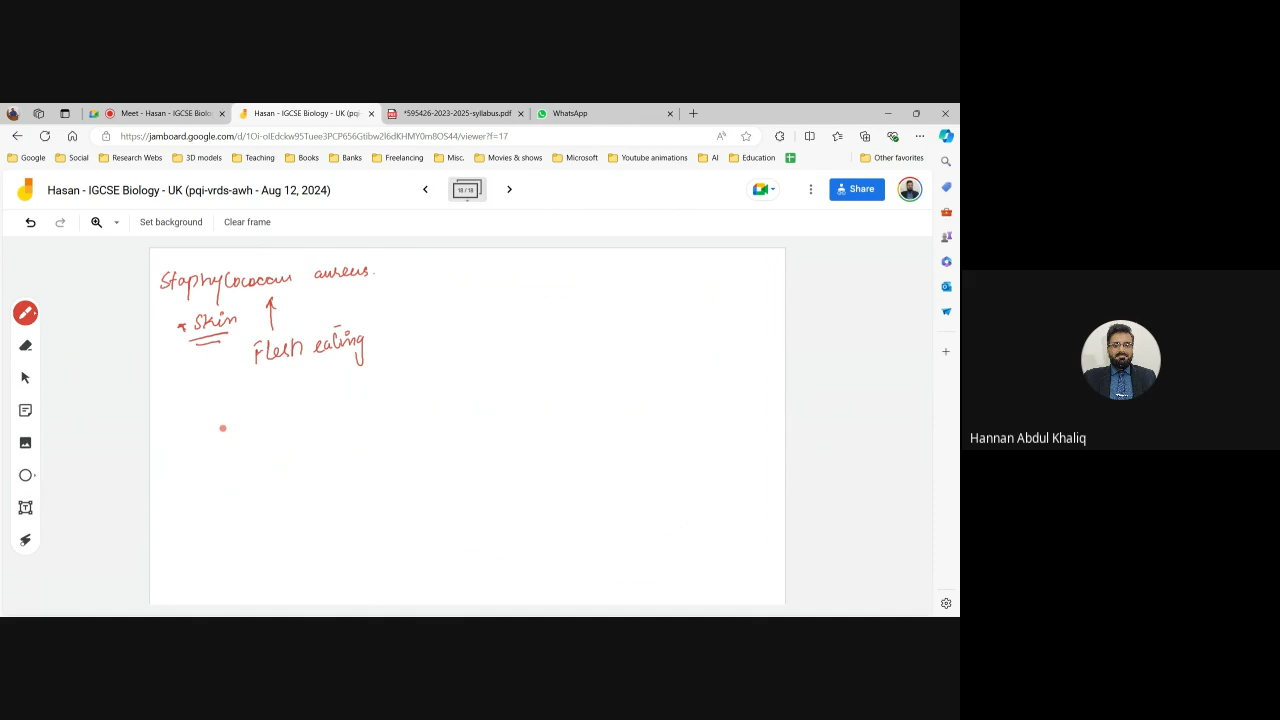 Meet - Hasan - IGCSE Biolo
Hasan - IGCSE Biology - UK (pqi
*595426-2023-2025-syllabus.pdf
WhatsApp
https://jamboard.google.com/d/1Oi-oIEdckw95Tuee3PCP656Gtibw2l6dKHMY0m8OS44/viewer?f=17
Google Social Research Webs 3D models Teaching Books Banks Freelancing Misc. Movies & shows Microsoft Youtube animations AI Education Other favorites
Hasan - IGCSE Biology - UK (pqi-vrds-awh - Aug 12, 2024)
18 / 18
Share
Set background Clear frame
Staphylococcus aureus.
* Skin
Flesh eating
Hannan Abdul Khaliq